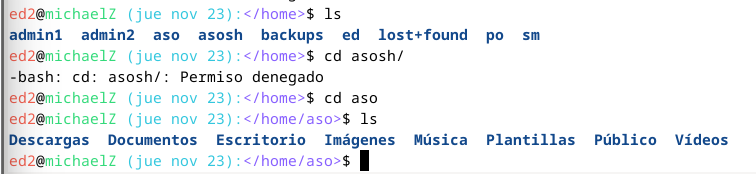 ed2@michaelZ (jue nov 23):</home>$ ls
admin1  admin2  aso  asosh  backups  ed  lost+found  po  sm
ed2@michaelZ (jue nov 23):</home>$ cd asosh/
-bash: cd: asosh/: Permiso denegado
ed2@michaelZ (jue nov 23):</home>$ cd aso
ed2@michaelZ (jue nov 23):</home/aso>$ ls
Descargas  Documentos  Escritorio  Imágenes  Música  Plantillas  Público  Vídeos
ed2@michaelZ (jue nov 23):</home/aso>$